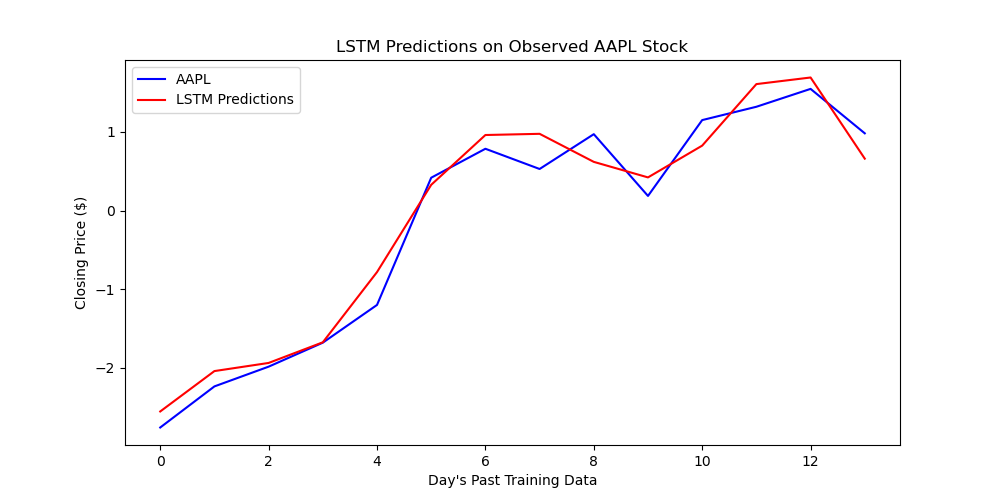 LSTM Predictions on Observed AAPL Stock
AAPL
LSTM Predictions
1
0
−1
−2
Closing Price ($)
0 2 4 6 8 10 12
Day's Past Training Data